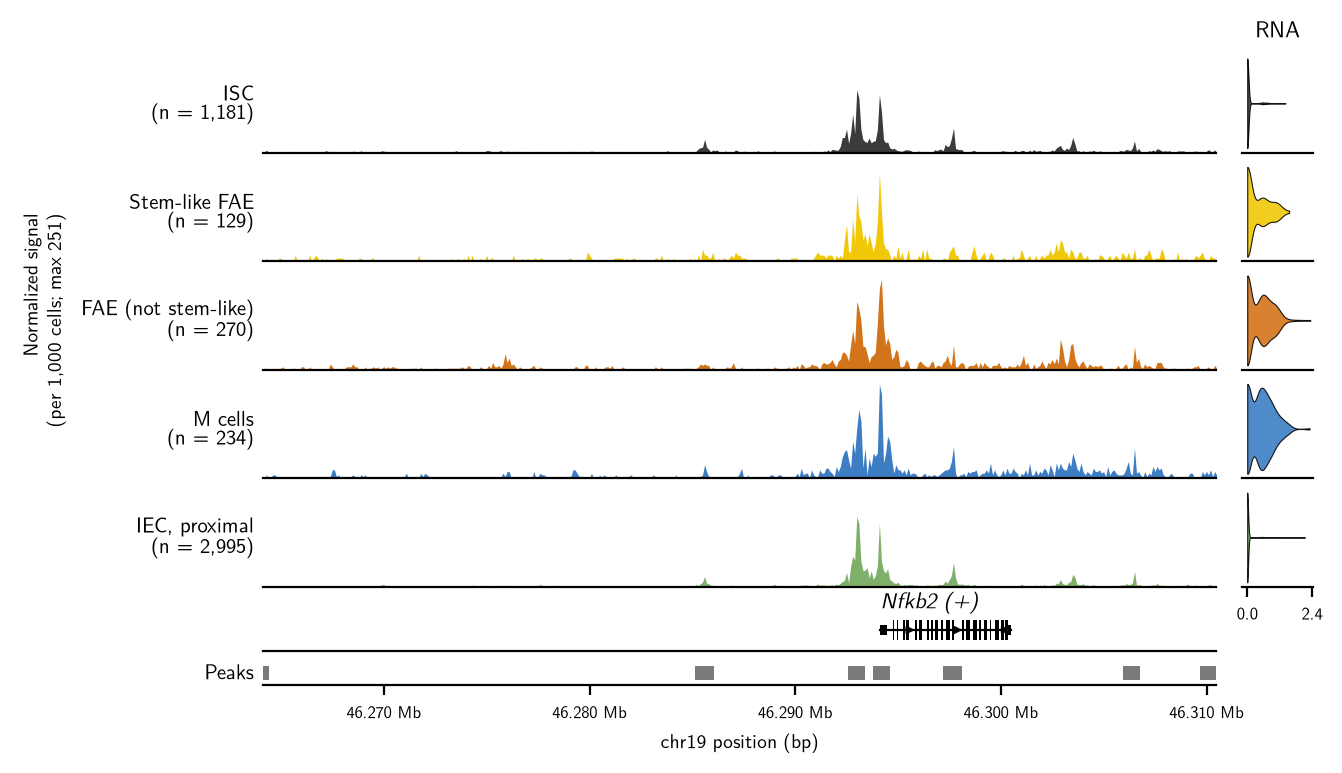 RNA
ISC
(n = 1,181)
Stem-like FAE
(n = 129)
Normalized signal
(per 1,000 cells; max 251)
FAE (not stem-like)
(n = 270)
M cells
(n = 234)
IEC, proximal
(n = 2,995)
Nfkb2 (+)
0.0 2.4
Peaks
46.270 Mb 46.280 Mb 46.290 Mb 46.300 Mb 46.310 Mb
chr19 position (bp)